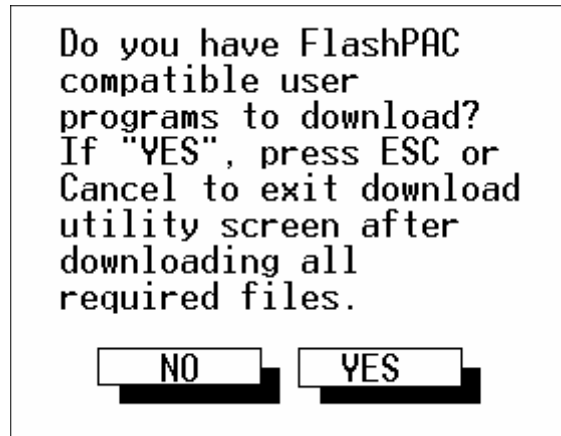 Do you have FlashPAC
compatible user
programs to download?
If "YES", press ESC or
Cancel to exit download
utility screen after
downloading all
required files.
NO YES